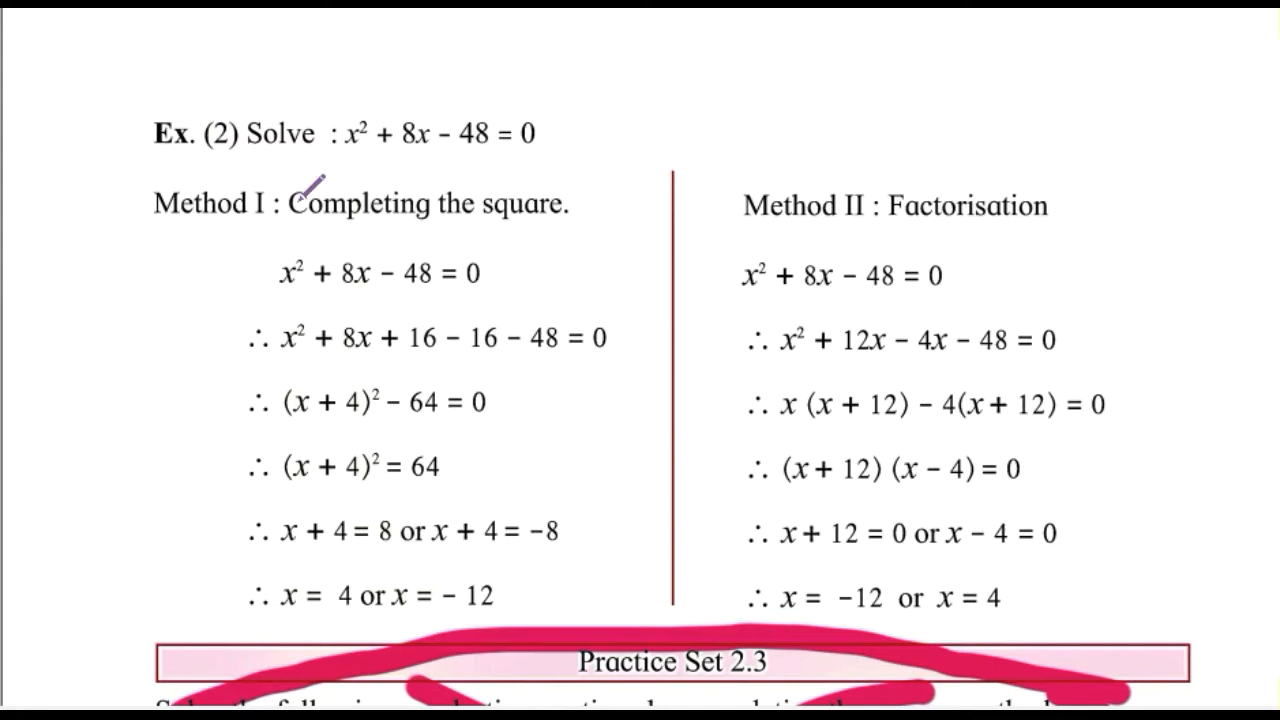 Ex. (2) Solve : x² + 8x − 48 = 0
Method I : Completing the square.
x² + 8x − 48 = 0
∴ x² + 8x + 16 − 16 − 48 = 0
∴ (x + 4)² − 64 = 0
∴ (x + 4)² = 64
∴ x + 4 = 8 or x + 4 = −8
∴ x = 4 or x = − 12
Method II : Factorisation
x² + 8x − 48 = 0
∴ x² + 12x − 4x − 48 = 0
∴ x (x + 12) − 4(x + 12) = 0
∴ (x + 12) (x − 4) = 0
∴ x + 12 = 0 or x − 4 = 0
∴ x = −12 or x = 4
Practice Set 2.3